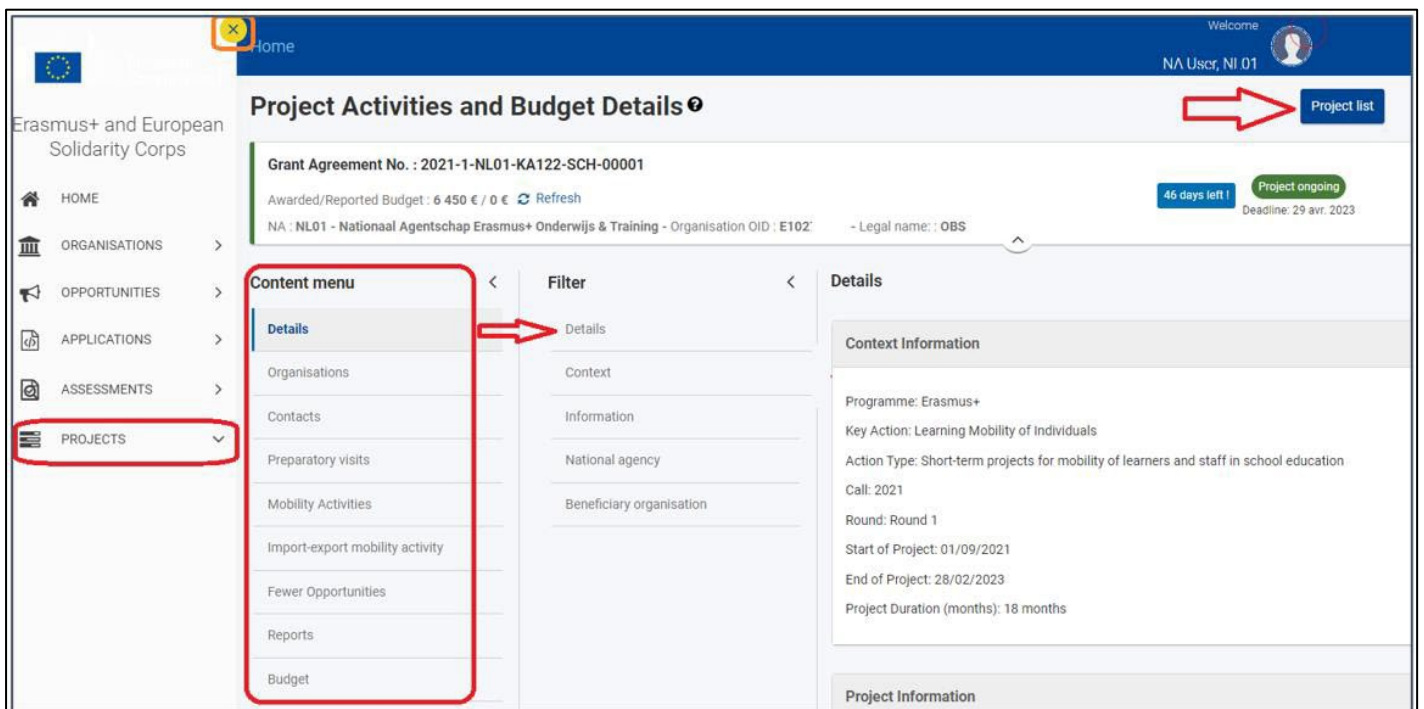 Home
Welcome
NA User, NL01
Erasmus+ and European
Solidarity Corps
HOME
ORGANISATIONS
OPPORTUNITIES
APPLICATIONS
ASSESSMENTS
PROJECTS
Project Activities and Budget Details
Project list
Grant Agreement No. : 2021-1-NL01-KA122-SCH-00001
Awarded/Reported Budget : 6 450 € / 0 € Refresh
NA : NL01 - Nationaal Agentschap Erasmus+ Onderwijs & Training - Organisation OID : E102 - Legal name: : OBS
46 days left !
Project ongoing
Deadline: 29 avr. 2023
Content menu
Details
Organisations
Contacts
Preparatory visits
Mobility Activities
Import-export mobility activity
Fewer Opportunities
Reports
Budget
Filter
Details
Context
Information
National agency
Beneficiary organisation
Details
Context Information
Programme: Erasmus+
Key Action: Learning Mobility of Individuals
Action Type: Short-term projects for mobility of learners and staff in school education
Call: 2021
Round: Round 1
Start of Project: 01/09/2021
End of Project: 28/02/2023
Project Duration (months): 18 months
Project Information